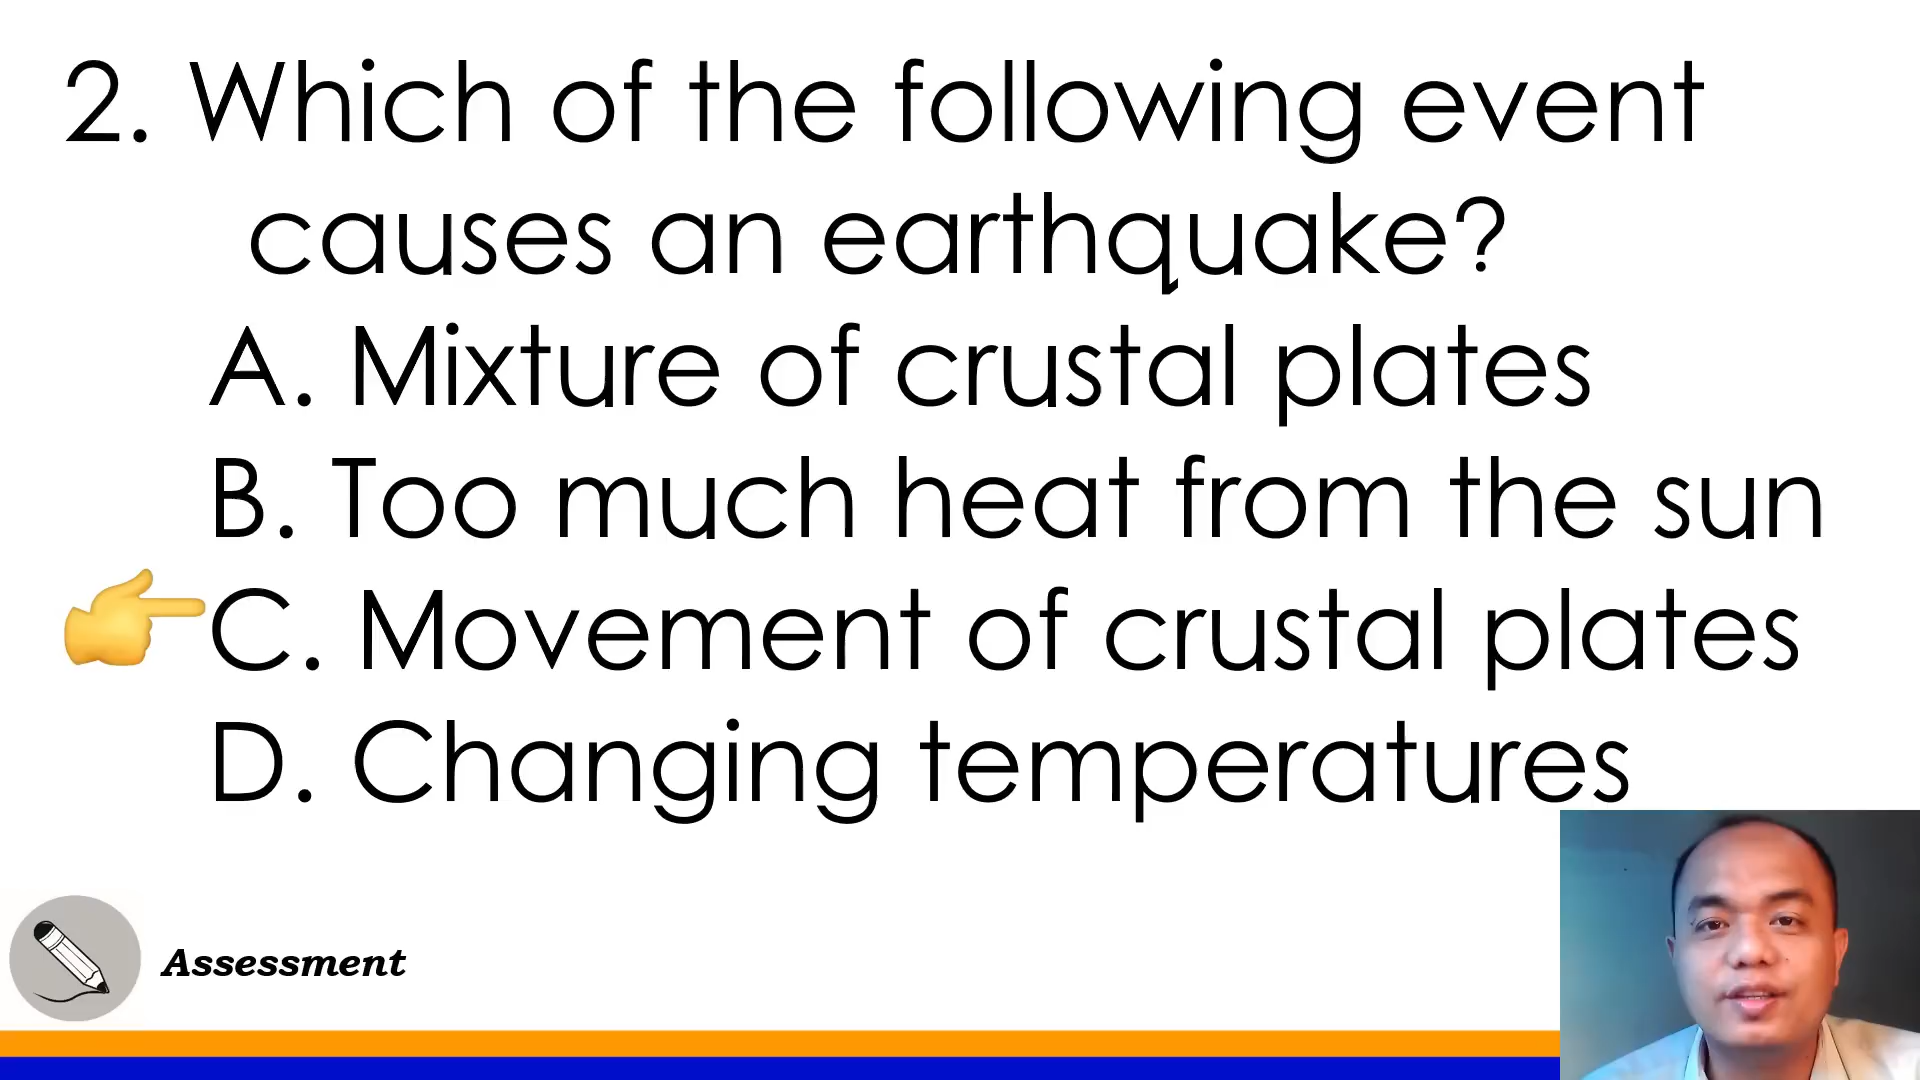 2. Which of the following event
causes an earthquake?
A. Mixture of crustal plates
B. Too much heat from the sun
C. Movement of crustal plates
D. Changing temperatures
Assessment